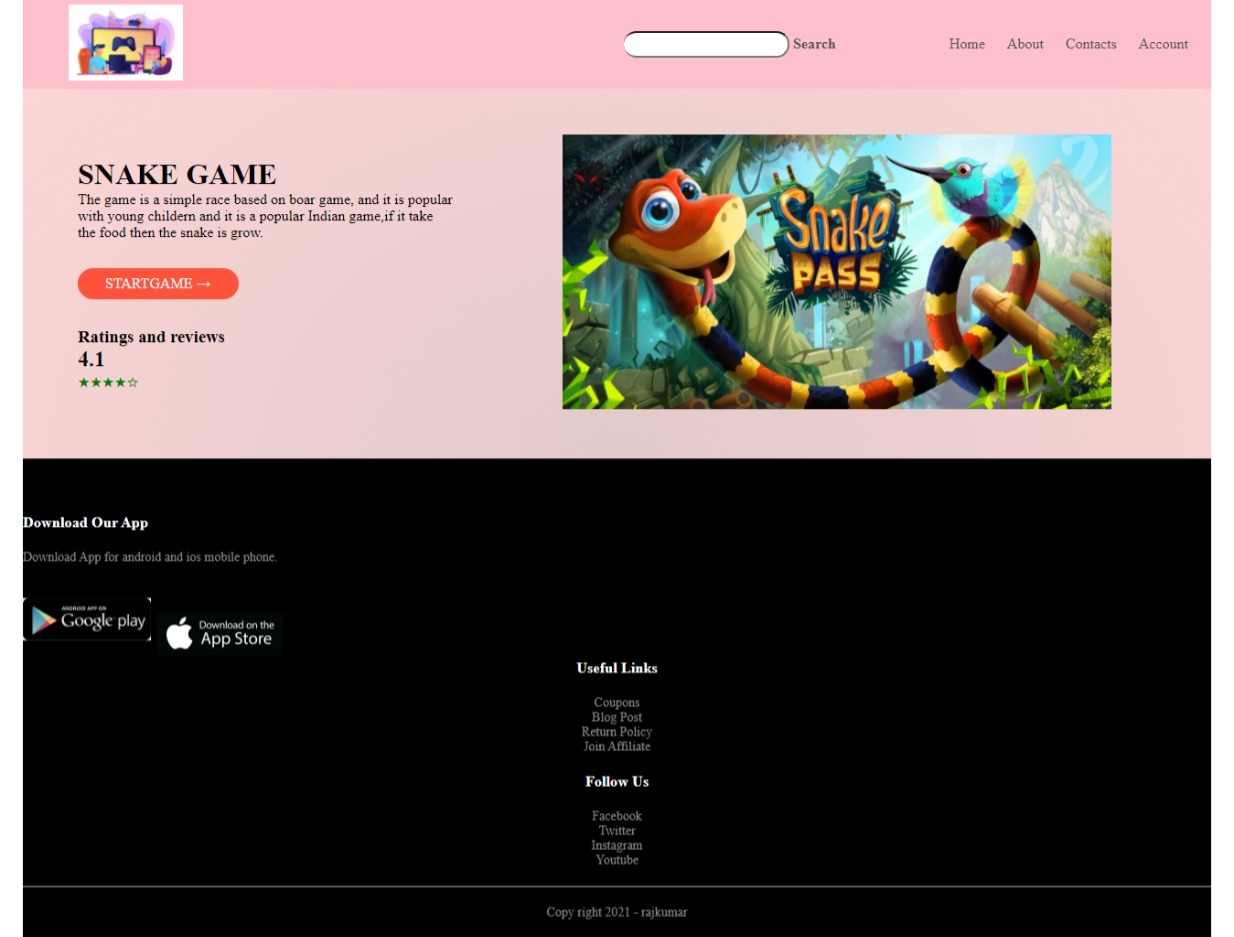 Search
Home About Contacts Account
SNAKE GAME
The game is a simple race based on boar game, and it is popular
with young childern and it is a popular Indian game,if it take
the food then the snake is grow.
STARTGAME →
Ratings and reviews
4.1
★★★★☆
Snake
PASS
Download Our App
Download App for android and ios mobile phone.
ANDROID APP ON
Google play
Download on the
App Store
Useful Links
Coupons
Blog Post
Return Policy
Join Affiliate
Follow Us
Facebook
Twitter
Instagram
Youtube
Copy right 2021 - rajkumar